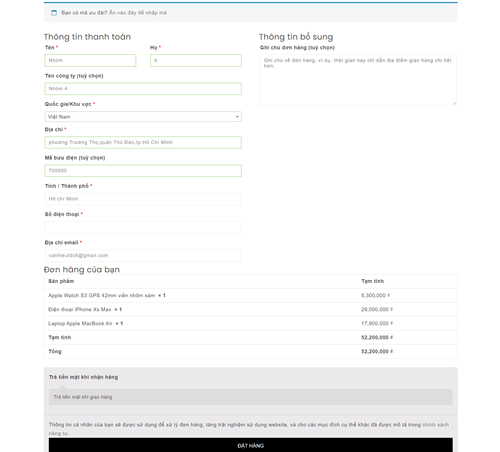 Bạn có mã ưu đãi? Ấn vào đây để nhập mã
Thông tin thanh toán
Tên *
Họ *
Nhóm
4
Tên công ty (tuỳ chọn)
Nhóm 4
Quốc gia/Khu vực *
Việt Nam
Địa chỉ *
phường Trường Thọ,quận Thủ Đức,tp.Hồ Chí Minh
Mã bưu điện (tuỳ chọn)
700000
Tỉnh / Thành phố *
Hồ chí Minh
Số điện thoại *
Địa chỉ email *
Thông tin bổ sung
Ghi chú đơn hàng (tuỳ chọn)
Ghi chú về đơn hàng, ví dụ: thời gian hay chỉ dẫn địa điểm giao hàng chi tiết
hơn.
Đơn hàng của bạn
Sản phẩm Tạm tính
Apple Watch S3 GPS 42mm viền nhôm xám × 1 5,300,000 ₫
Điện thoại iPhone Xs Max × 1 29,000,000 ₫
Laptop Apple MacBook Air × 1 17,900,000 ₫
Tạm tính 52,200,000 ₫
Tổng 52,200,000 ₫
Trả tiền mặt khi nhận hàng
Trả tiền mặt khi giao hàng
Thông tin cá nhân của bạn sẽ được sử dụng để xử lý đơn hàng, tăng trải nghiệm sử dụng website, và cho các mục đích cụ thể khác đã được mô tả trong chính sách
riêng tư.
ĐẶT HÀNG